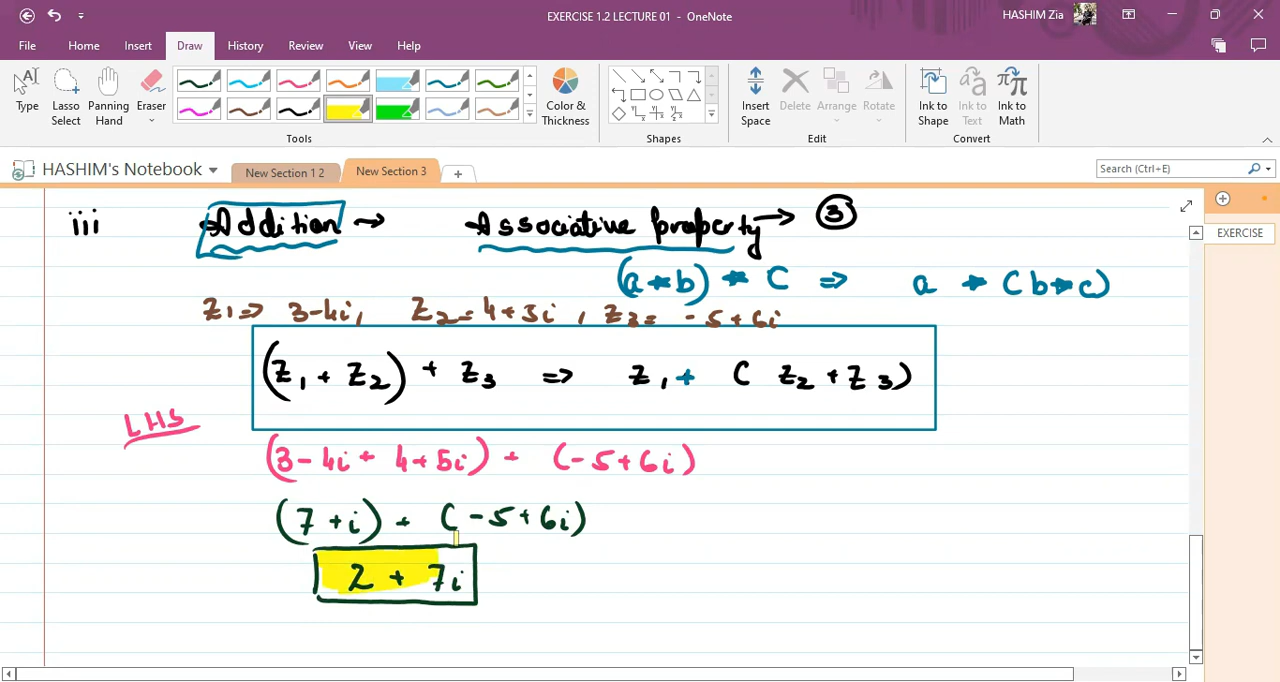 EXERCISE 1.2 LECTURE 01 - OneNote
HASHIM Zia
File Home Insert Draw History Review View Help
Type Lasso Select Panning Hand Eraser Color & Thickness Insert Space Delete Arrange Rotate Ink to Shape Ink to Text Ink to Math
Tools Shapes Edit Convert
HASHIM's Notebook New Section 1 2 New Section 3 Search (Ctrl+E)
EXERCISE
iii Addition → Associative property → 3
(a * b) * C ⇒ a * (b * c)
Z1 ⇒ 3-4i, Z2 = 4+5i, Z3 = -5+6i
(Z1 + Z2) + Z3 ⇒ Z1 + (Z2 + Z3)
LHS
(3-4i + 4+5i) + (-5+6i)
(7+i) + (-5+6i)
2 + 7i